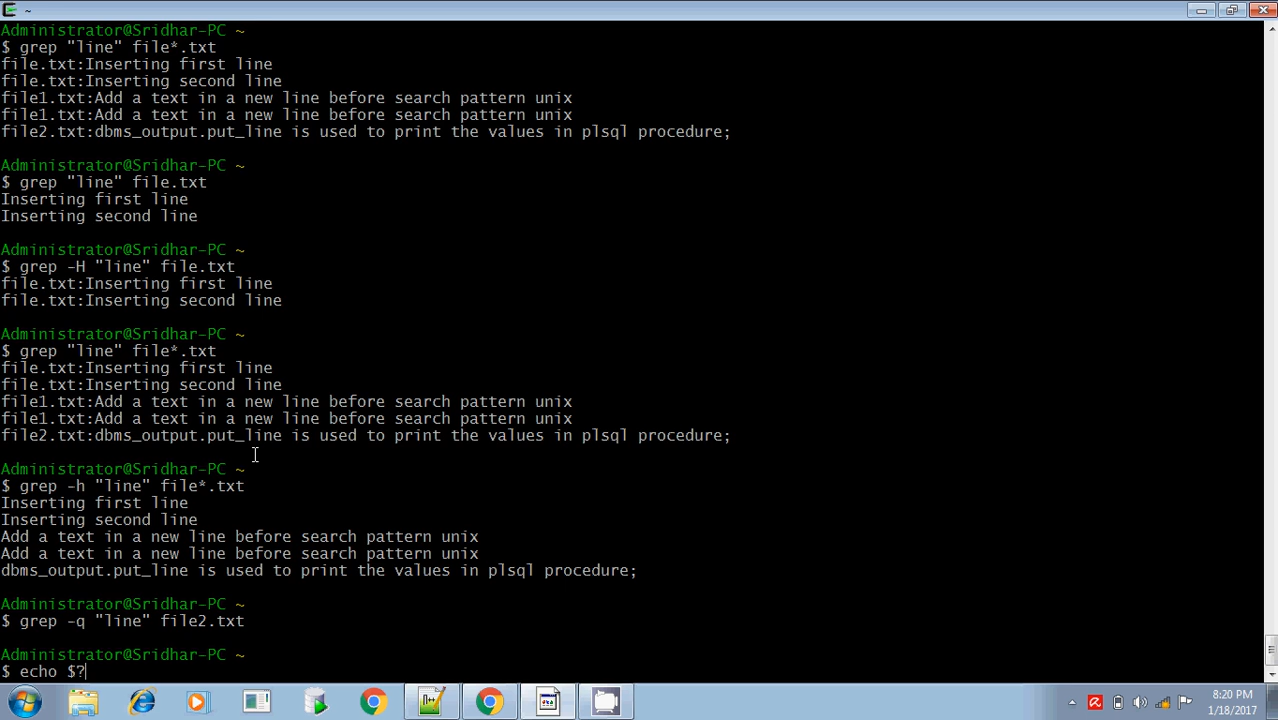 ~
Administrator@Sridhar-PC ~
$ grep "line" file*.txt
file.txt:Inserting first line
file.txt:Inserting second line
file1.txt:Add a text in a new line before search pattern unix
file1.txt:Add a text in a new line before search pattern unix
file2.txt:dbms_output.put_line is used to print the values in plsql procedure;
Administrator@Sridhar-PC ~
$ grep "line" file.txt
Inserting first line
Inserting second line
Administrator@Sridhar-PC ~
$ grep -H "line" file.txt
file.txt:Inserting first line
file.txt:Inserting second line
Administrator@Sridhar-PC ~
$ grep "line" file*.txt
file.txt:Inserting first line
file.txt:Inserting second line
file1.txt:Add a text in a new line before search pattern unix
file1.txt:Add a text in a new line before search pattern unix
file2.txt:dbms_output.put_line is used to print the values in plsql procedure;
Administrator@Sridhar-PC ~
$ grep -h "line" file*.txt
Inserting first line
Inserting second line
Add a text in a new line before search pattern unix
Add a text in a new line before search pattern unix
dbms_output.put_line is used to print the values in plsql procedure;
Administrator@Sridhar-PC ~
$ grep -q "line" file2.txt
Administrator@Sridhar-PC ~
$ echo $?
8:20 PM
1/18/2017